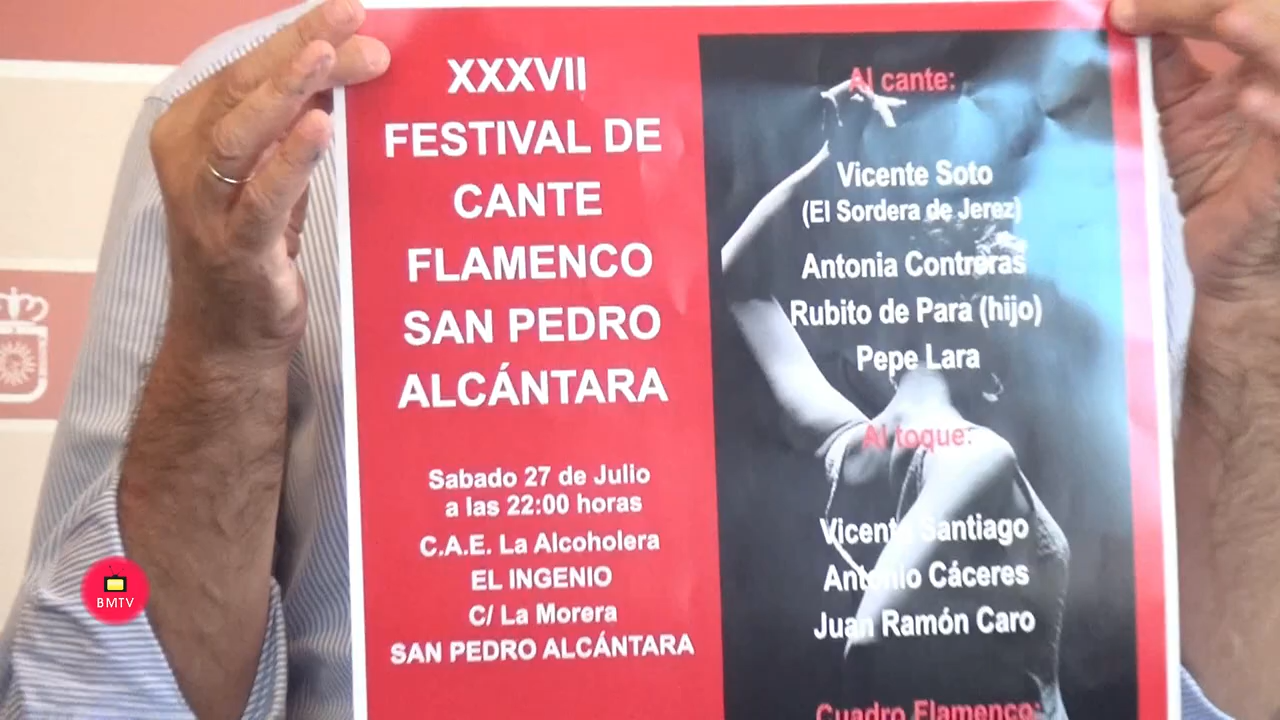 XXXVII
FESTIVAL DE
CANTE
FLAMENCO
SAN PEDRO
ALCÁNTARA
Sabado 27 de Julio
a las 22:00 horas
C.A.E. La Alcoholera
EL INGENIO
C/ La Morera
SAN PEDRO ALCÁNTARA
Al cante:
Vicente Soto
(El Sordera de Jerez)
Antonia Contreras
Rubito de Para (hijo)
Pepe Lara
Al toque:
Vicente Santiago
Antonio Cáceres
Juan Ramón Caro
Cuadro Flamenco:
BMTV